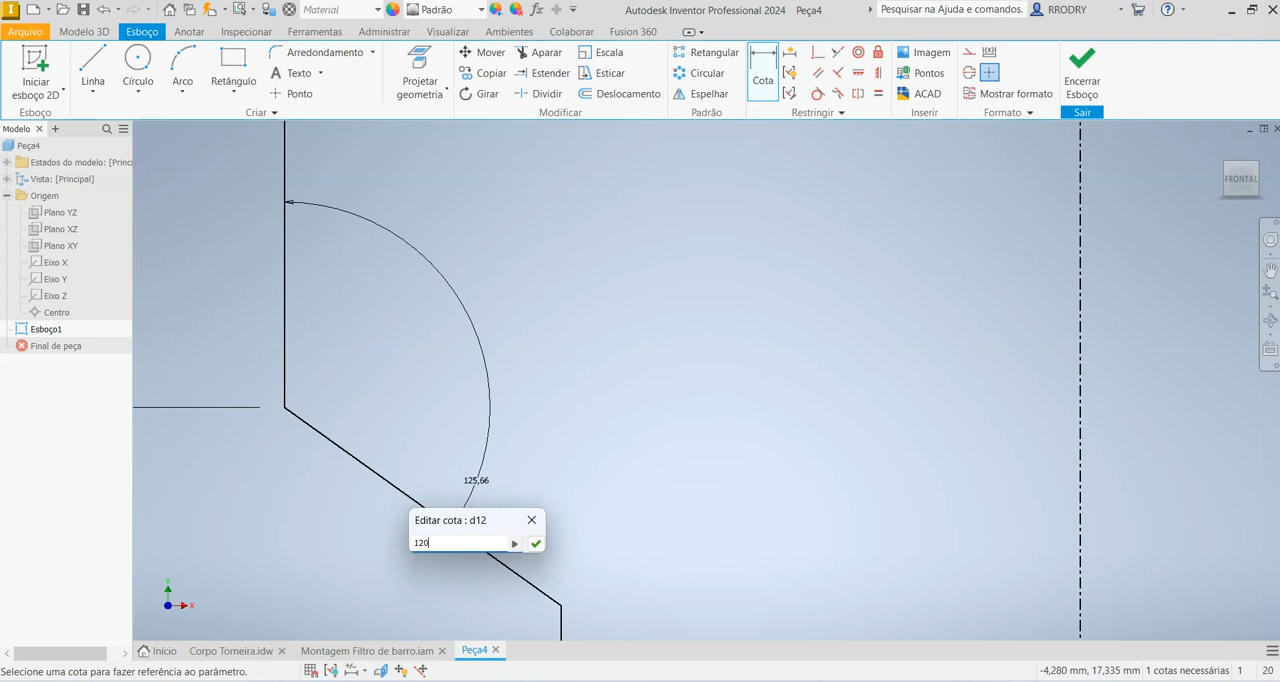 Material
Padrão
Autodesk Inventor Professional 2024
Peça4
Pesquisar na Ajuda e comandos.
RRODRY
Arquivo
Modelo 3D
Esboço
Anotar
Inspecionar
Ferramentas
Administrar
Visualizar
Ambientes
Colaborar
Fusion 360
Iniciar
esboço 2D
Linha
Círculo
Arco
Retângulo
Arredondamento
Texto
Ponto
Projetar
geometria
Mover
Copiar
Girar
Aparar
Estender
Dividir
Escala
Esticar
Deslocamento
Retangular
Circular
Espelhar
Cota
Imagem
Pontos
ACAD
Mostrar formato
Encerrar
Esboço
Esboço
Criar
Modificar
Padrão
Restringir
Inserir
Formato
Sair
Modelo
Peça4
Estados do modelo: [Princ
Vista: [Principal]
Origem
Plano YZ
Plano XZ
Plano XY
Eixo X
Eixo Y
Eixo Z
Centro
Esboço1
Final de peça
FRONTAL
125,66
Editar cota : d12
120
Y
X
Início
Corpo Torneira.idw
Montagem Filtro de barro.iam
Peça4
Selecione uma cota para fazer referência ao parâmetro.
-4,280 mm, 17,335 mm
1 cotas necessárias
1
20